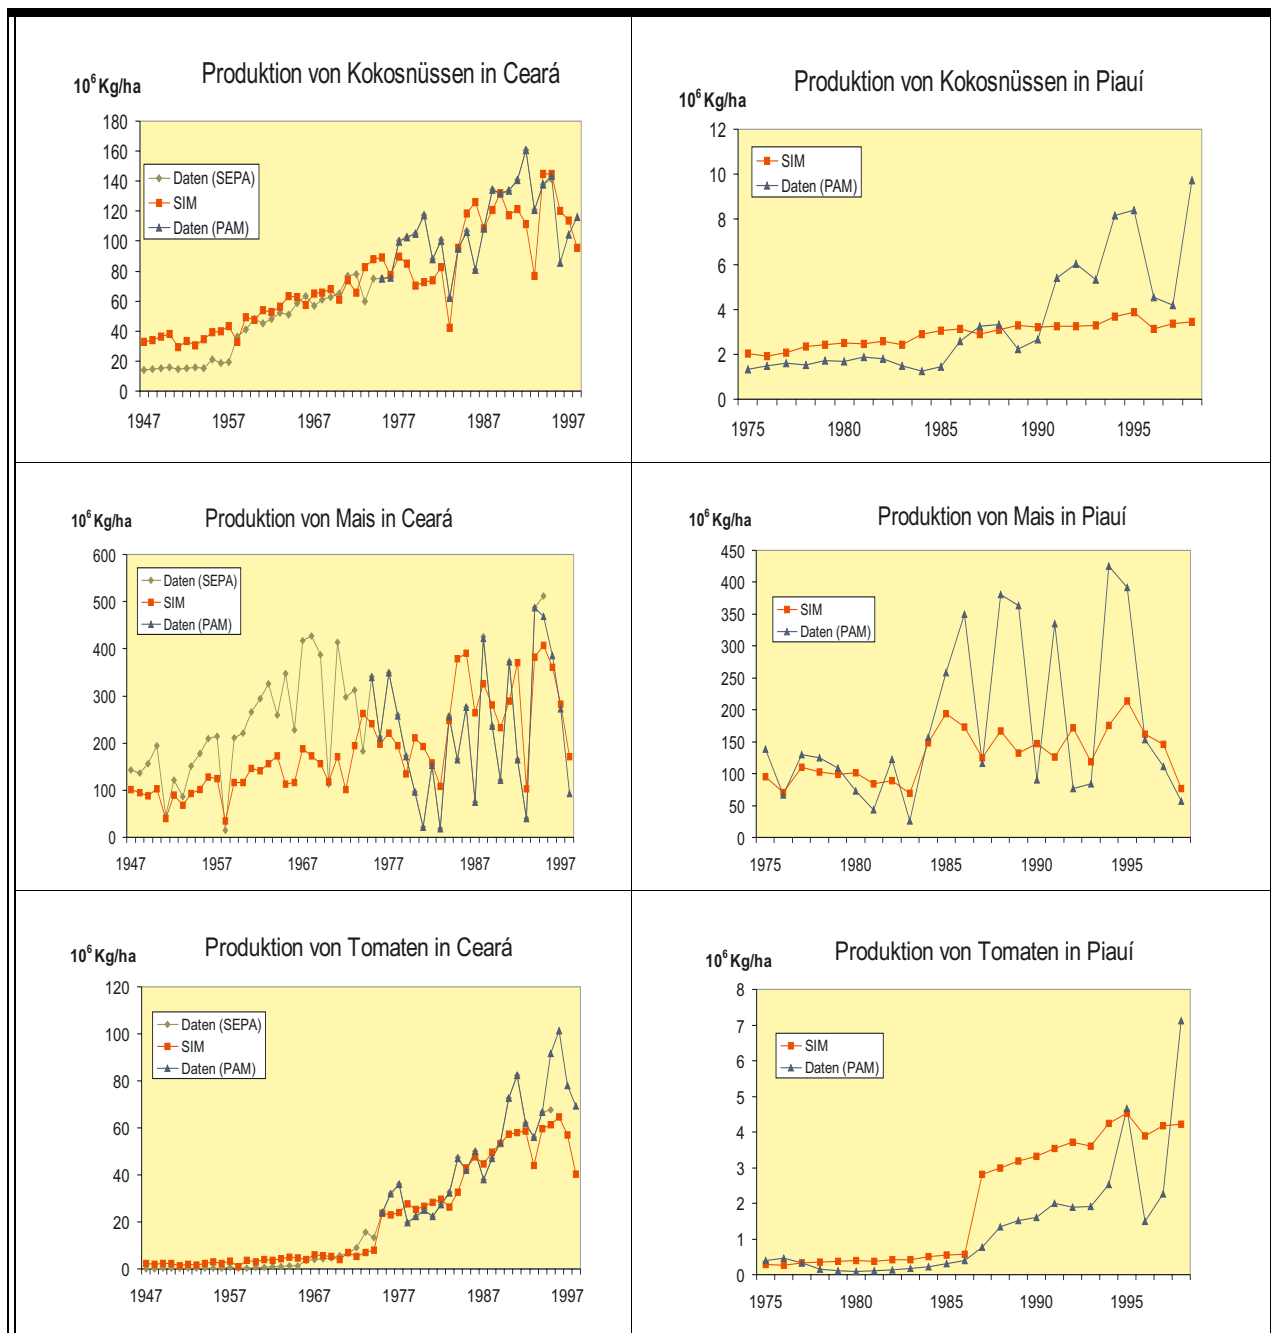 Produktion von Kokosnüssen in Ceará
10⁶ Kg/ha
180
160
140
120
100
80
60
40
20
0
Daten (SEPA)
SIM
Daten (PAM)
1947 1957 1967 1977 1987 1997
Produktion von Kokosnüssen in Piauí
10⁶ Kg/ha
12
10
8
6
4
2
0
SIM
Daten (PAM)
1975 1980 1985 1990 1995
Produktion von Mais in Ceará
10⁶ Kg/ha
600
500
400
300
200
100
0
Daten (SEPA)
SIM
Daten (PAM)
1947 1957 1967 1977 1987 1997
Produktion von Mais in Piauí
10⁶ Kg/ha
450
400
350
300
250
200
150
100
50
0
SIM
Daten (PAM)
1975 1980 1985 1990 1995
Produktion von Tomaten in Ceará
10⁶ Kg/ha
120
100
80
60
40
20
0
Daten (SEPA)
SIM
Daten (PAM)
1947 1957 1967 1977 1987 1997
Produktion von Tomaten in Piauí
10⁶ Kg/ha
8
7
6
5
4
3
2
1
0
SIM
Daten (PAM)
1975 1980 1985 1990 1995